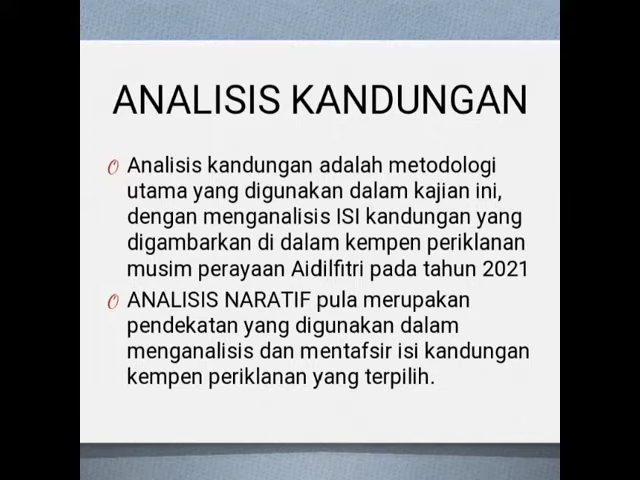 ANALISIS KANDUNGAN
Analisis kandungan adalah metodologi
utama yang digunakan dalam kajian ini,
dengan menganalisis ISI kandungan yang
digambarkan di dalam kempen periklanan
musim perayaan Aidilfitri pada tahun 2021
ANALISIS NARATIF pula merupakan
pendekatan yang digunakan dalam
menganalisis dan mentafsir isi kandungan
kempen periklanan yang terpilih.